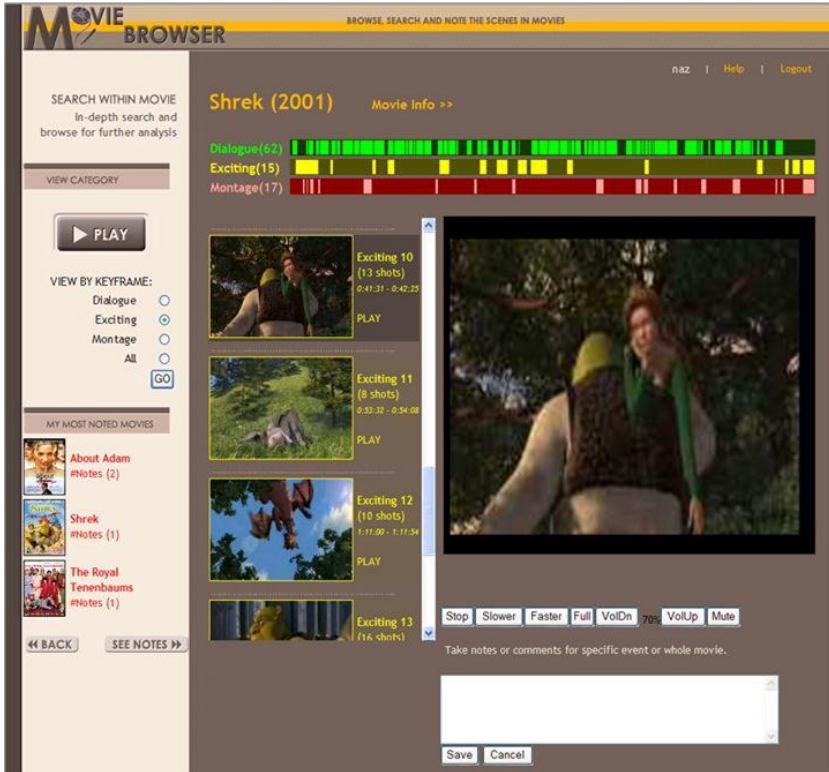 MOVIE
BROWSER
BROWSE, SEARCH AND NOTE THE SCENES IN MOVIES
naz | Help | Logout
SEARCH WITHIN MOVIE
In-depth search and
browse for further analysis
VIEW CATEGORY
PLAY
VIEW BY KEYFRAME:
Dialogue
Exciting
Montage
All
GO
MY MOST NOTED MOVIES
About Adam
#Notes (2)
Shrek
#Notes (1)
The Royal
Tenenbaums
#Notes (1)
BACK
SEE NOTES
Shrek (2001)
Movie Info >>
Dialogue(62)
Exciting(15)
Montage(17)
Exciting 10
(13 shots)
0:41:31 - 0:42:25
PLAY
Exciting 11
(8 shots)
0:53:32 - 0:54:08
PLAY
Exciting 12
(10 shots)
1:11:00 - 1:11:54
PLAY
Exciting 13
(16 shots)
Stop Slower Faster Full VolDn 70% VolUp Mute
Take notes or comments for specific event or whole movie.
Save Cancel